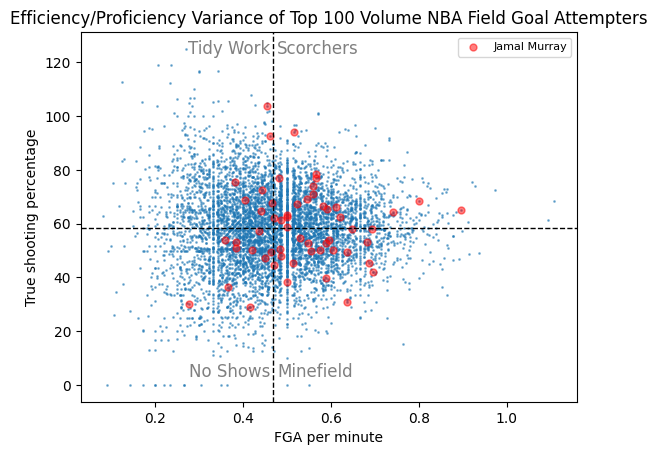 Efficiency/Proficiency Variance of Top 100 Volume NBA Field Goal Attempters
Tidy Work
Scorchers
Jamal Murray
120
100
80
60
40
20
0
True shooting percentage
No Shows
Minefield
0.2
0.4
0.6
0.8
1.0
FGA per minute